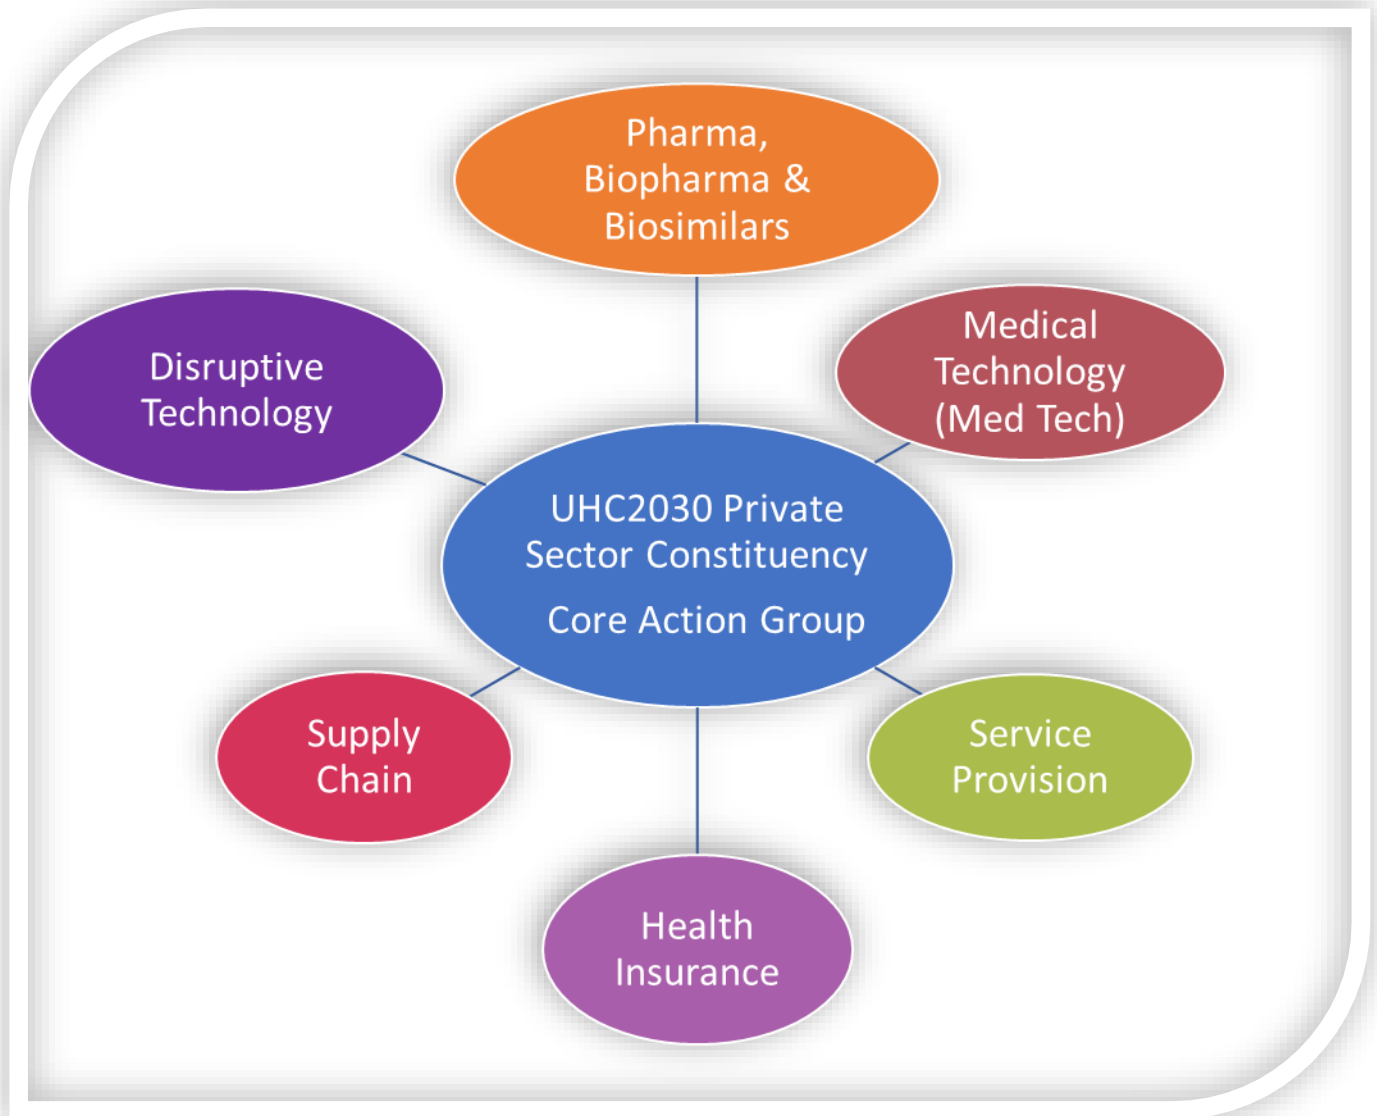 Pharma,
Biopharma &
Biosimilars
Medical
Technology
(Med Tech)
Disruptive
Technology
UHC2030 Private
Sector Constituency
Core Action Group
Supply
Chain
Service
Provision
Health
Insurance